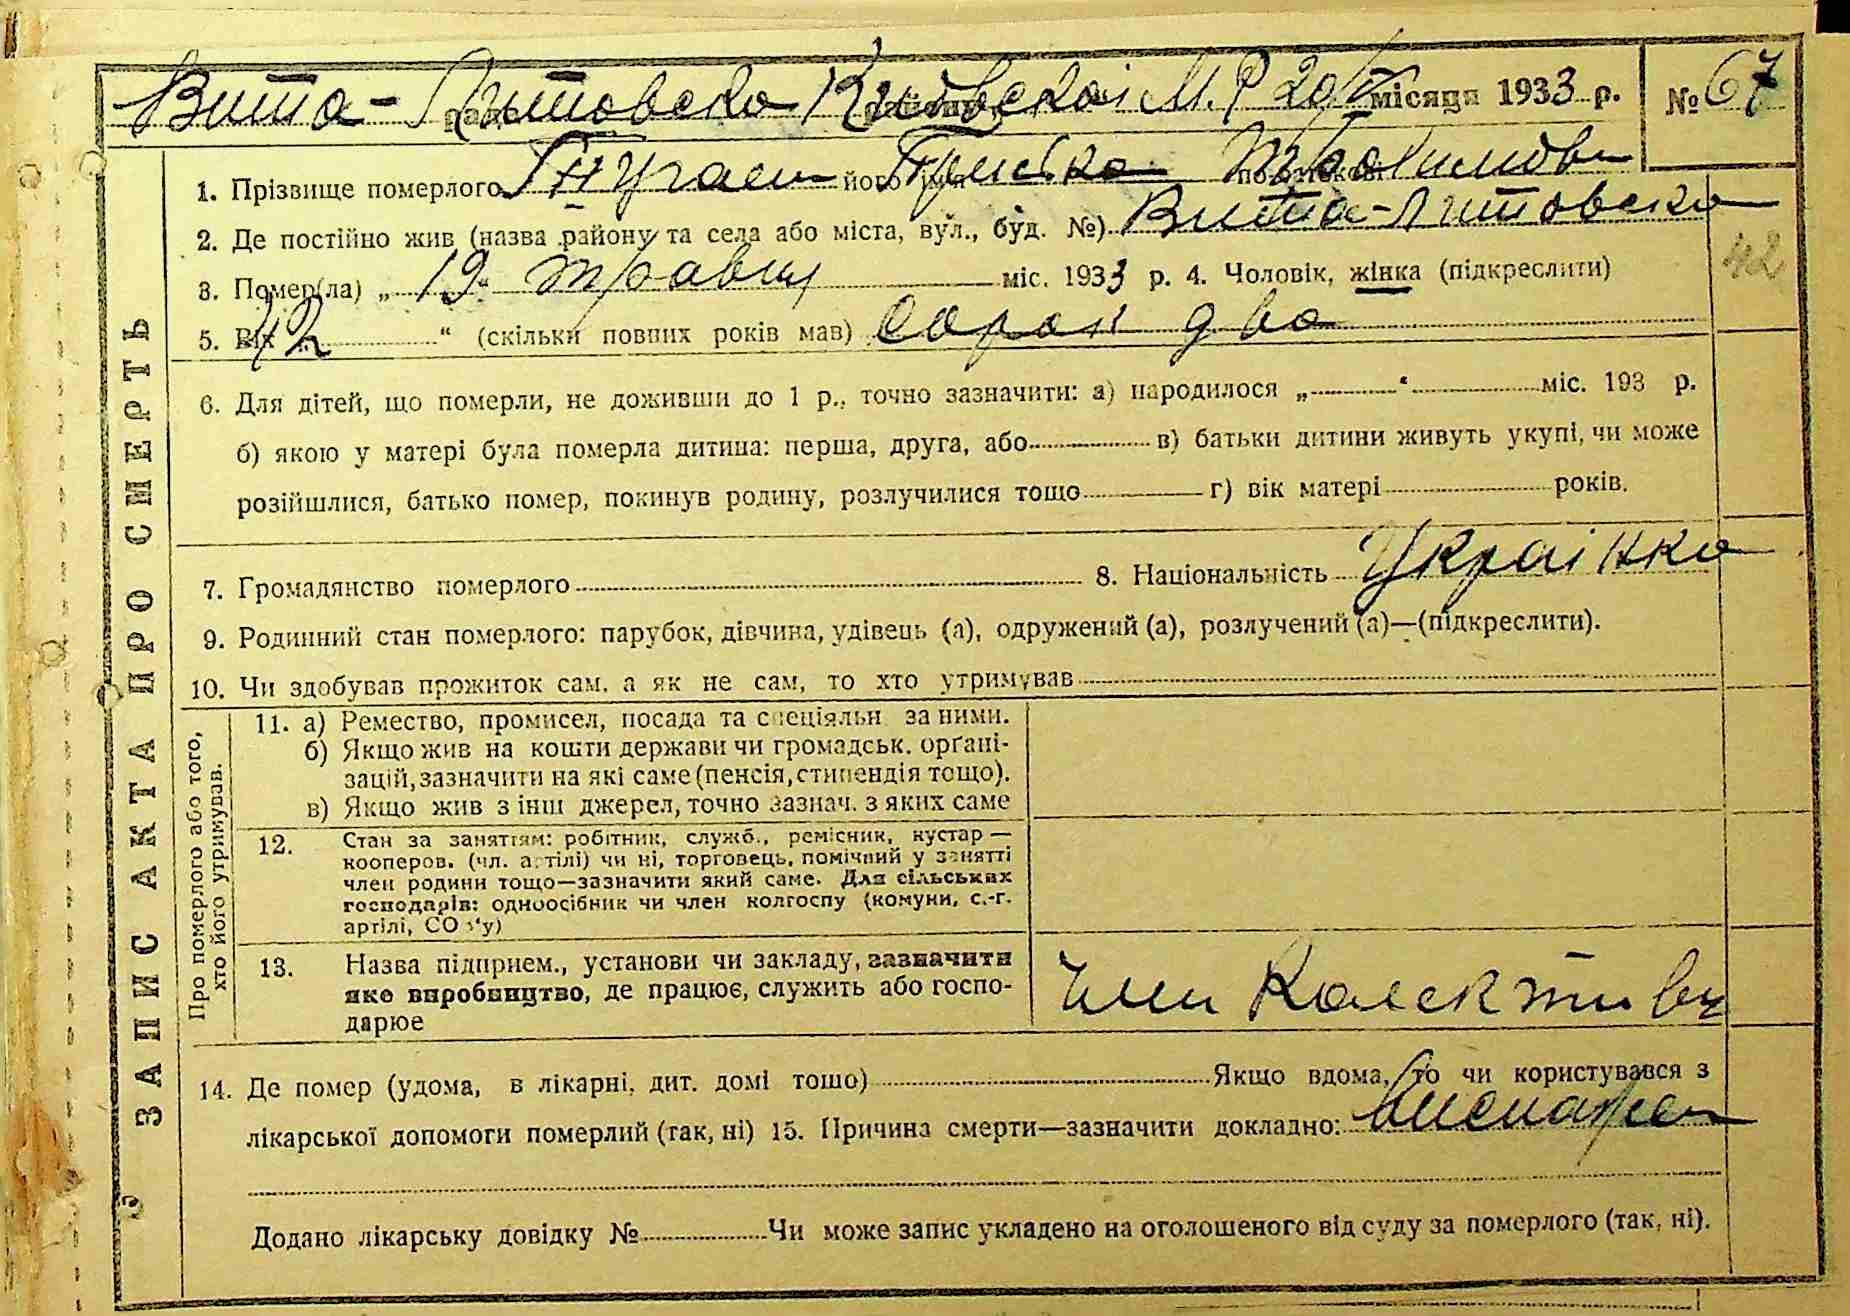 Вита-Литовсько Київської М.Р 20/V місяця 1933 р. № 67
1. Прізвище померлого його ім'я по батькові
2. Де постійно жив (назва району та села або міста, вул., буд. №) Вита-Литовсько
3. Помер(ла) „ 19 “ травня міс. 1933 р. 4. Чоловік, жінка (підкреслити)
42
5. Вік „ 42 “ (скільки повних років мав) сорок два
6. Для дітей, що померли, не доживши до 1 р., точно зазначити: а) народилося „ “ міс. 193 р.
б) якою у матері була померла дитина: перша, друга, або в) батьки дитини живуть укупі, чи може
розійшлися, батько помер, покинув родину, розлучилися тощо г) вік матері років.
7. Громадянство померлого 8. Національність Українка
9. Родинний стан померлого: парубок, дівчина, удівець (а), одружений (а), розлучений (а)—(підкреслити).
10. Чи здобував прожиток сам, а як не сам, то хто утримував
11. а) Ремество, промисел, посада та спеціяльн за ними.
б) Якщо жив на кошти держави чи громадськ. орґані-
зацій, зазначити на які саме (пенсія, стипендія тощо).
в) Якщо жив з інш джерел, точно зазнач. з яких саме
12. Стан за заняттям: робітник, служб., ремісник, кустар —
кооперов. (чл. артілі) чи ні, торговець, помічний у занятті
член родини тощо—зазначити який саме. Для сільських
господарів: одноосібник чи член колгоспу (комуни, с.-г.
артілі, СОЗ'у)
13. Назва підприєм., установи чи закладу, зазначити
яке виробництво, де працює, служить або госпо-
дарює
Член Колективу
14. Де помер (удома, в лікарні, дит. домі тощо) Якщо вдома, то чи користувався з
лікарської допомоги померлий (так, ні) 15. Причина смерти—зазначити докладно:
Додано лікарську довідку № Чи може запис укладено на оголошеного від суду за померлого (так, ні).
ЗАПИС АКТА ПРО СМЕРТЬ
Про померлого або того,
хто його утримував.